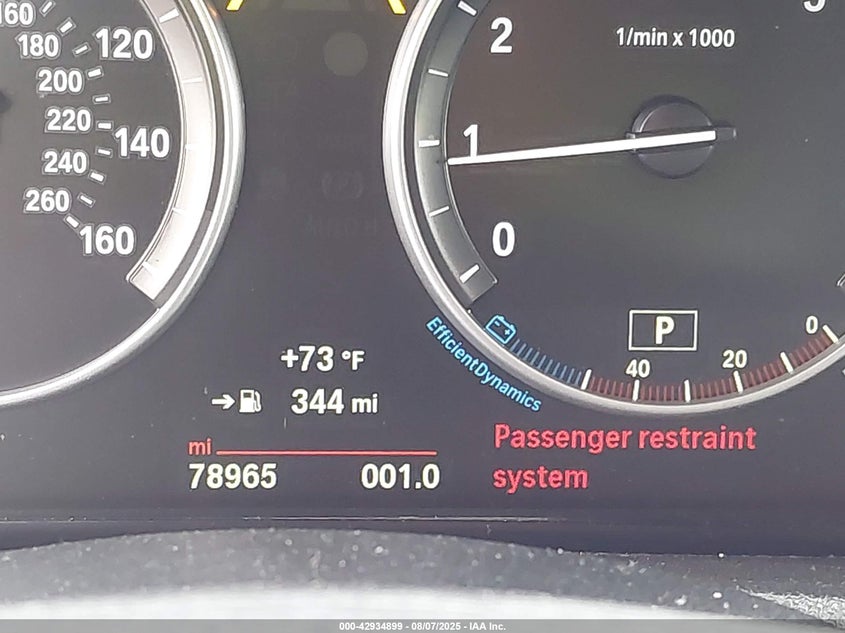 160
180
200
220
240
260
120
140
160
2
1/min x 1000
1
0
P
EfficientDynamics
40
20
0
+73 °F
344 mi
mi
78965 001.0
Passenger restraint
system
000-42934899 - 08/07/2025 - IAA Inc.